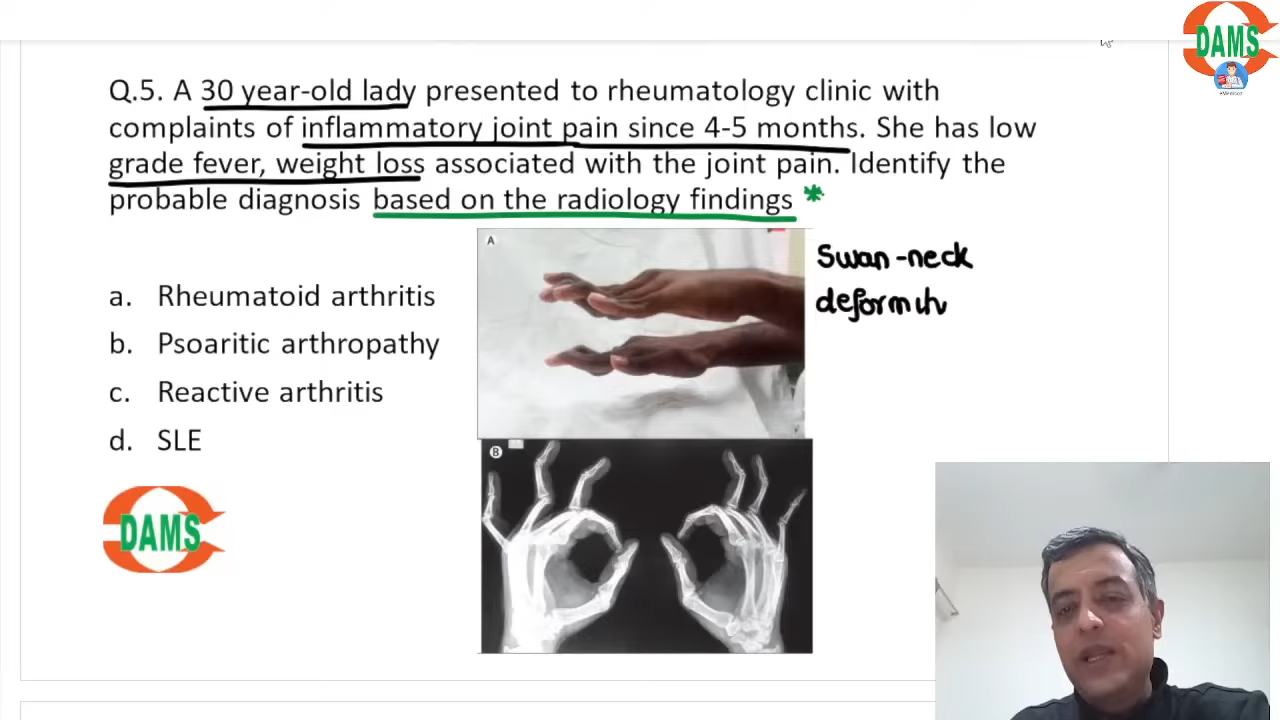 DAMS
Q.5. A 30 year-old lady presented to rheumatology clinic with
complaints of inflammatory joint pain since 4-5 months. She has low
grade fever, weight loss associated with the joint pain. Identify the
probable diagnosis based on the radiology findings *
A
Swan-neck
a. Rheumatoid arthritis
b. Psoaritic arthropathy
c. Reactive arthritis
d. SLE
B
DAMS